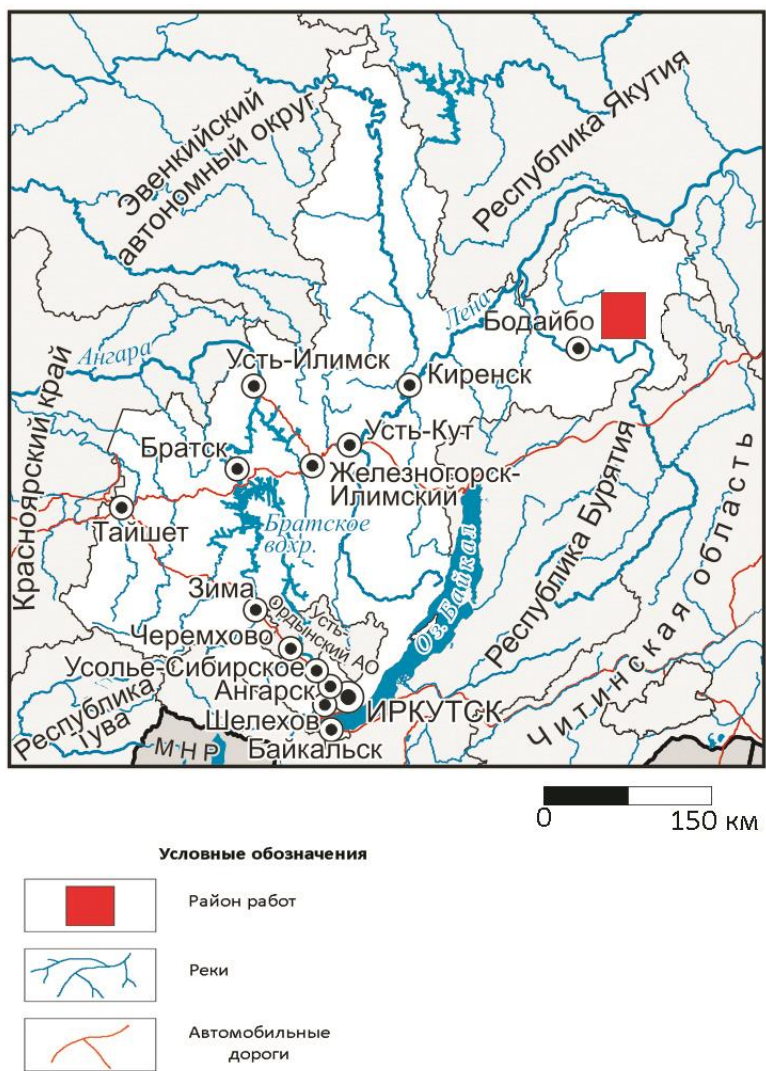 Эвенкийский
автономный округ
Республика Якутия
Лена
Бодайбо
Ангара
Усть-Илимск
Киренск
Красноярский край
Братск
Усть-Кут
Железногорск-
Илимский
Тайшет
Братское
вдхр.
Оз. Байкал
Республика Бурятия
Читинская область
Зима
Усть-
Ордынский АО
Черемхово
Усолье-Сибирское
Ангарск
ИРКУТСК
Шелехов
Байкальск
Республика
Тува
МНР
0 150 км
Условные обозначения
Район работ
Реки
Автомобильные
дороги